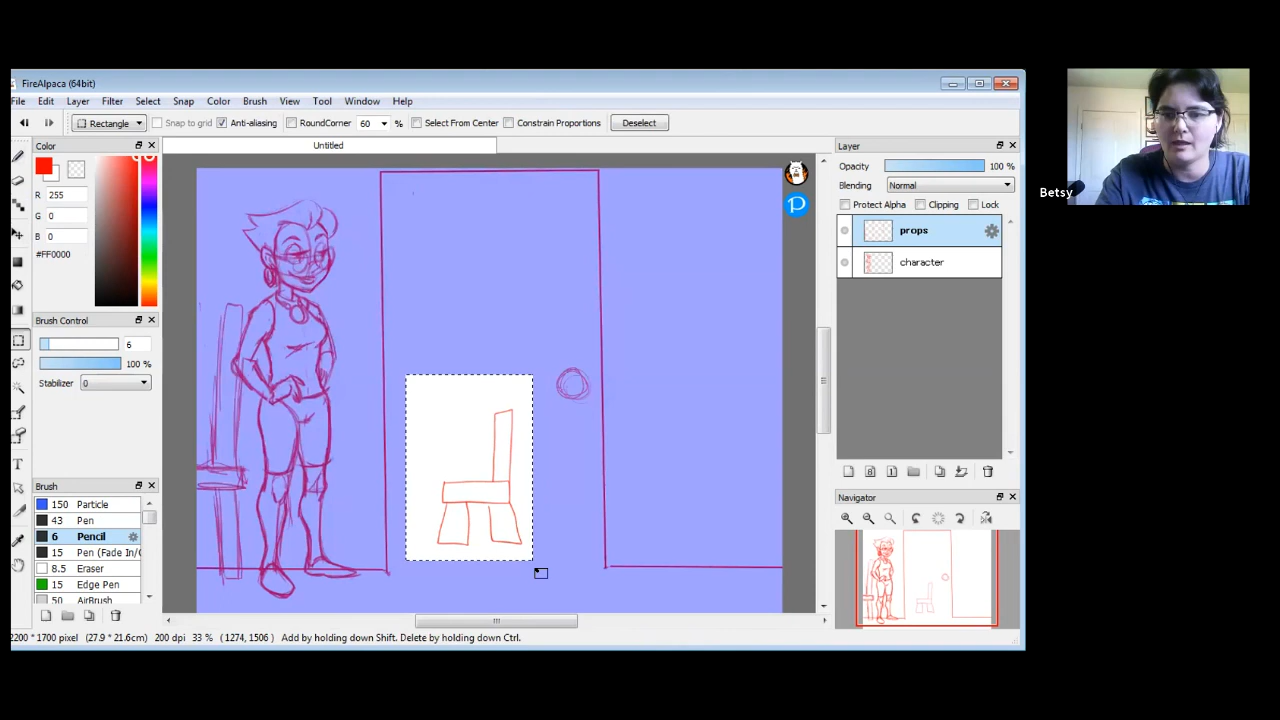 FireAlpaca (64bit)
File Edit Layer Filter Select Snap Color Brush View Tool Window Help
Rectangle Snap to grid Anti-aliasing RoundCorner 60 % Select From Center Constrain Proportions Deselect
Color
Untitled
Layer
Opacity 100 %
Blending Normal
Protect Alpha Clipping Lock
props
character
R 255
G 0
B 0
#FF0000
Brush Control
6
100 %
Stabilizer 0
Brush
150 Particle
43 Pen
6 Pencil
15 Pen (Fade In/O
8.5 Eraser
15 Edge Pen
50 AirBrush
Navigator
2200 * 1700 pixel (27.9 * 21.6cm) 200 dpi 33 % (1274, 1506) Add by holding down Shift. Delete by holding down Ctrl.
Betsy